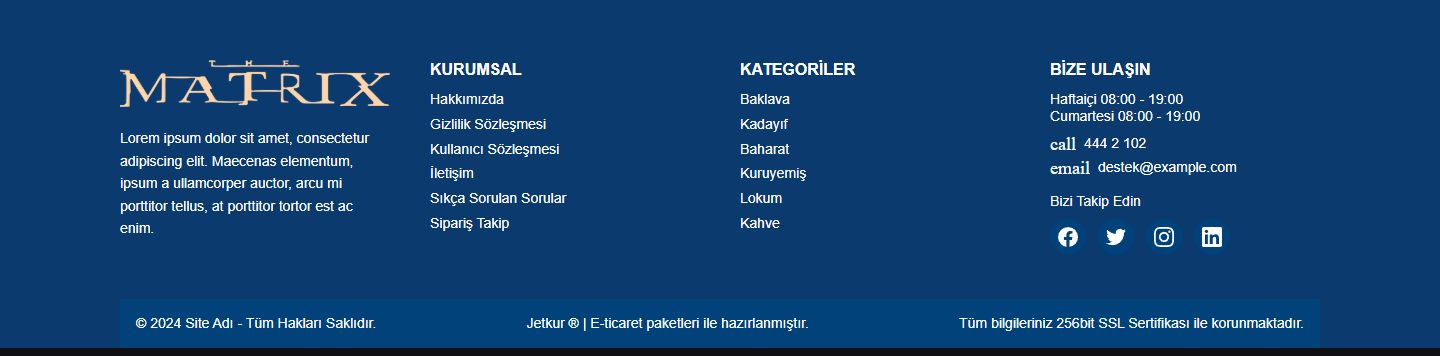 THE
MATRIX
Lorem ipsum dolor sit amet, consectetur
adipiscing elit. Maecenas elementum,
ipsum a ullamcorper auctor, arcu mi
porttitor tellus, at porttitor tortor est ac
enim.
KURUMSAL
Hakkımızda
Gizlilik Sözleşmesi
Kullanıcı Sözleşmesi
İletişim
Sıkça Sorulan Sorular
Sipariş Takip
KATEGORİLER
Baklava
Kadayıf
Baharat
Kuruyemiş
Lokum
Kahve
BİZE ULAŞIN
Haftaiçi 08:00 - 19:00
Cumartesi 08:00 - 19:00
call 444 2 102
email destek@example.com
Bizi Takip Edin
© 2024 Site Adı - Tüm Hakları Saklıdır.
Jetkur ® | E-ticaret paketleri ile hazırlanmıştır.
Tüm bilgileriniz 256bit SSL Sertifikası ile korunmaktadır.